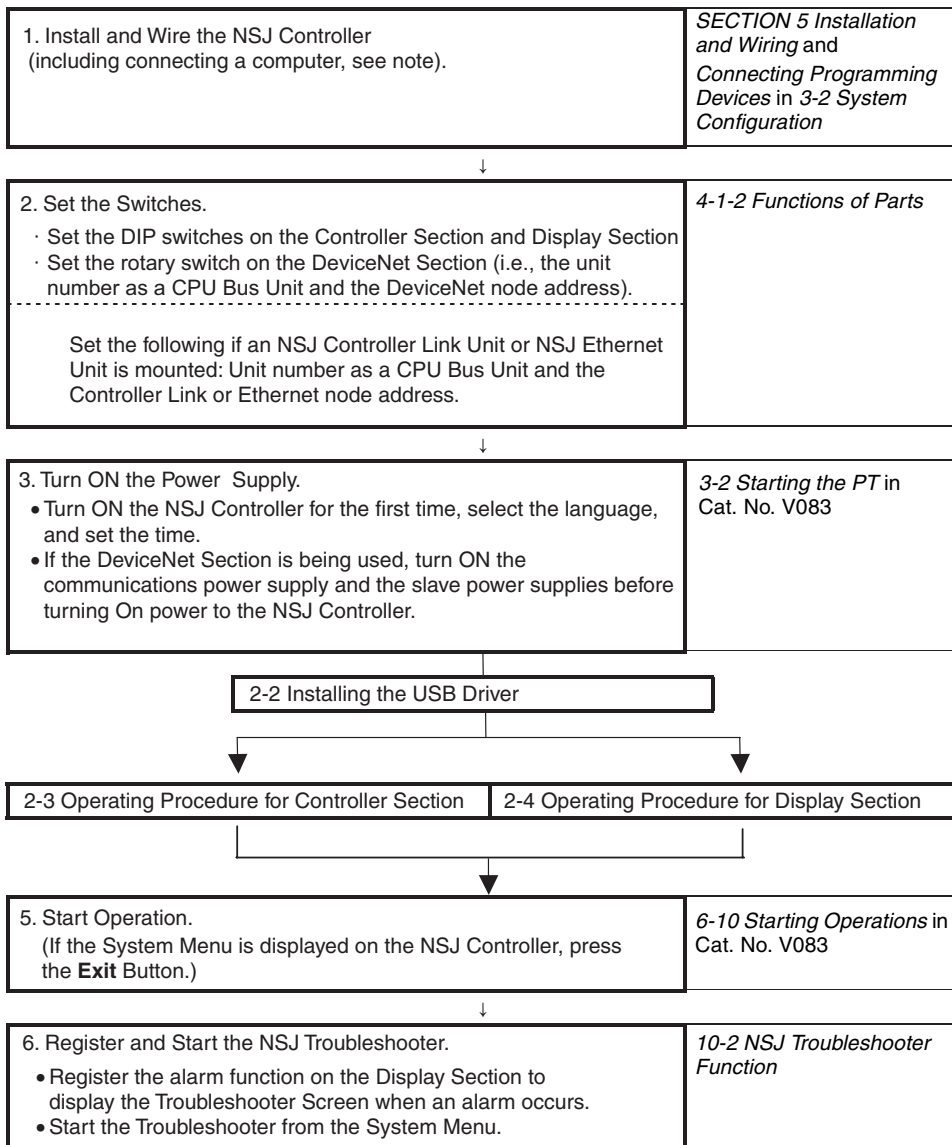 1. Install and Wire the NSJ Controller
(including connecting a computer, see note).
SECTION 5 Installation
and Wiring and
Connecting Programming
Devices in 3-2 System
Configuration
↓
2. Set the Switches.
· Set the DIP switches on the Controller Section and Display Section
· Set the rotary switch on the DeviceNet Section (i.e., the unit
number as a CPU Bus Unit and the DeviceNet node address).
Set the following if an NSJ Controller Link Unit or NSJ Ethernet
Unit is mounted: Unit number as a CPU Bus Unit and the
Controller Link or Ethernet node address.
4-1-2 Functions of Parts
↓
3. Turn ON the Power Supply.
• Turn ON the NSJ Controller for the first time, select the language,
and set the time.
• If the DeviceNet Section is being used, turn ON the
communications power supply and the slave power supplies before
turning On power to the NSJ Controller.
3-2 Starting the PT in
Cat. No. V083
2-2 Installing the USB Driver
2-3 Operating Procedure for Controller Section
2-4 Operating Procedure for Display Section
5. Start Operation.
(If the System Menu is displayed on the NSJ Controller, press
the Exit Button.)
6-10 Starting Operations in
Cat. No. V083
↓
6. Register and Start the NSJ Troubleshooter.
• Register the alarm function on the Display Section to
display the Troubleshooter Screen when an alarm occurs.
• Start the Troubleshooter from the System Menu.
10-2 NSJ Troubleshooter
Function